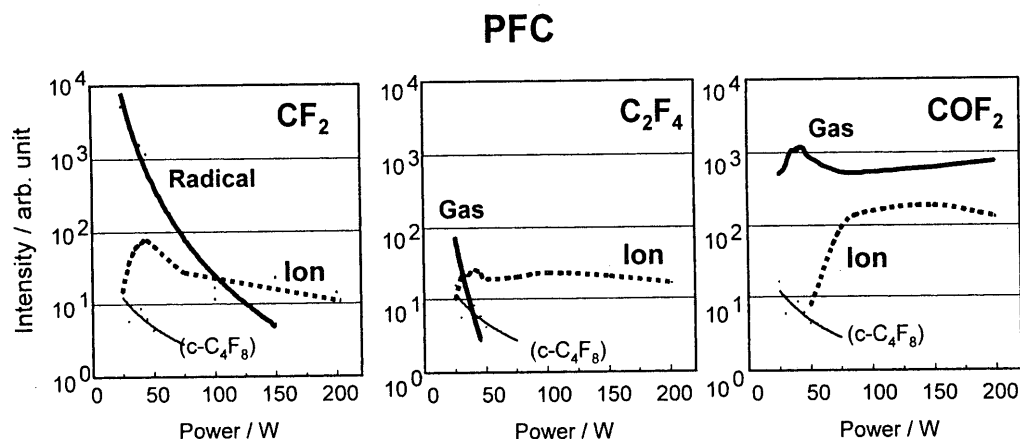 PFC
Intensity / arb. unit
10^4
10^3
10^2
10^1
10^0
CF₂
Radical
Ion
(c-C₄F₈)
0 50 100 150 200
Power / W
10^4
10^3
10^2
10^1
10^0
C₂F₄
Gas
Ion
(c-C₄F₈)
0 50 100 150 200
Power / W
10^4
10^3
10^2
10^1
10^0
COF₂
Gas
Ion
(c-C₄F₈)
0 50 100 150 200
Power / W